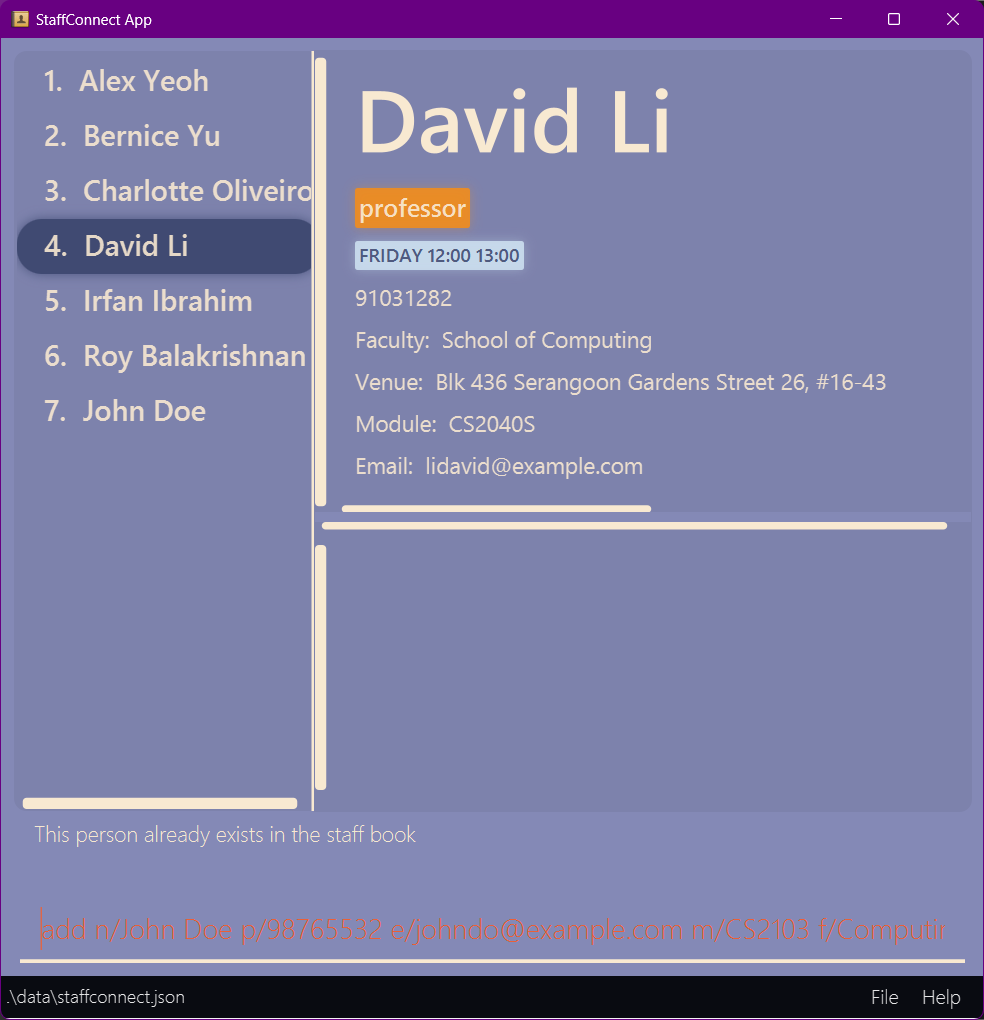 StaffConnect App
1. Alex Yeoh
2. Bernice Yu
3. Charlotte Oliveiro
4. David Li
5. Irfan Ibrahim
6. Roy Balakrishnan
7. John Doe
David Li
professor
FRIDAY 12:00 13:00
91031282
Faculty: School of Computing
Venue: Blk 436 Serangoon Gardens Street 26, #16-43
Module: CS2040S
Email: lidavid@example.com
This person already exists in the staff book
add n/John Doe p/98765532 e/johndo@example.com m/CS2103 f/Computin
.\data\staffconnect.json
File Help